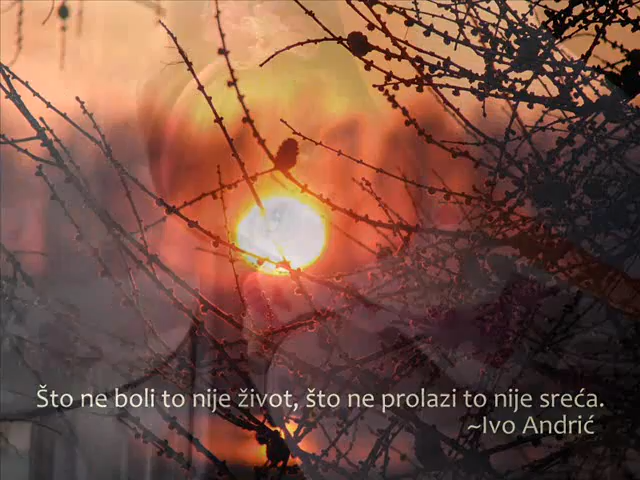 Što ne boli to nije život, što ne prolazi to nije sreća.
~Ivo Andrić